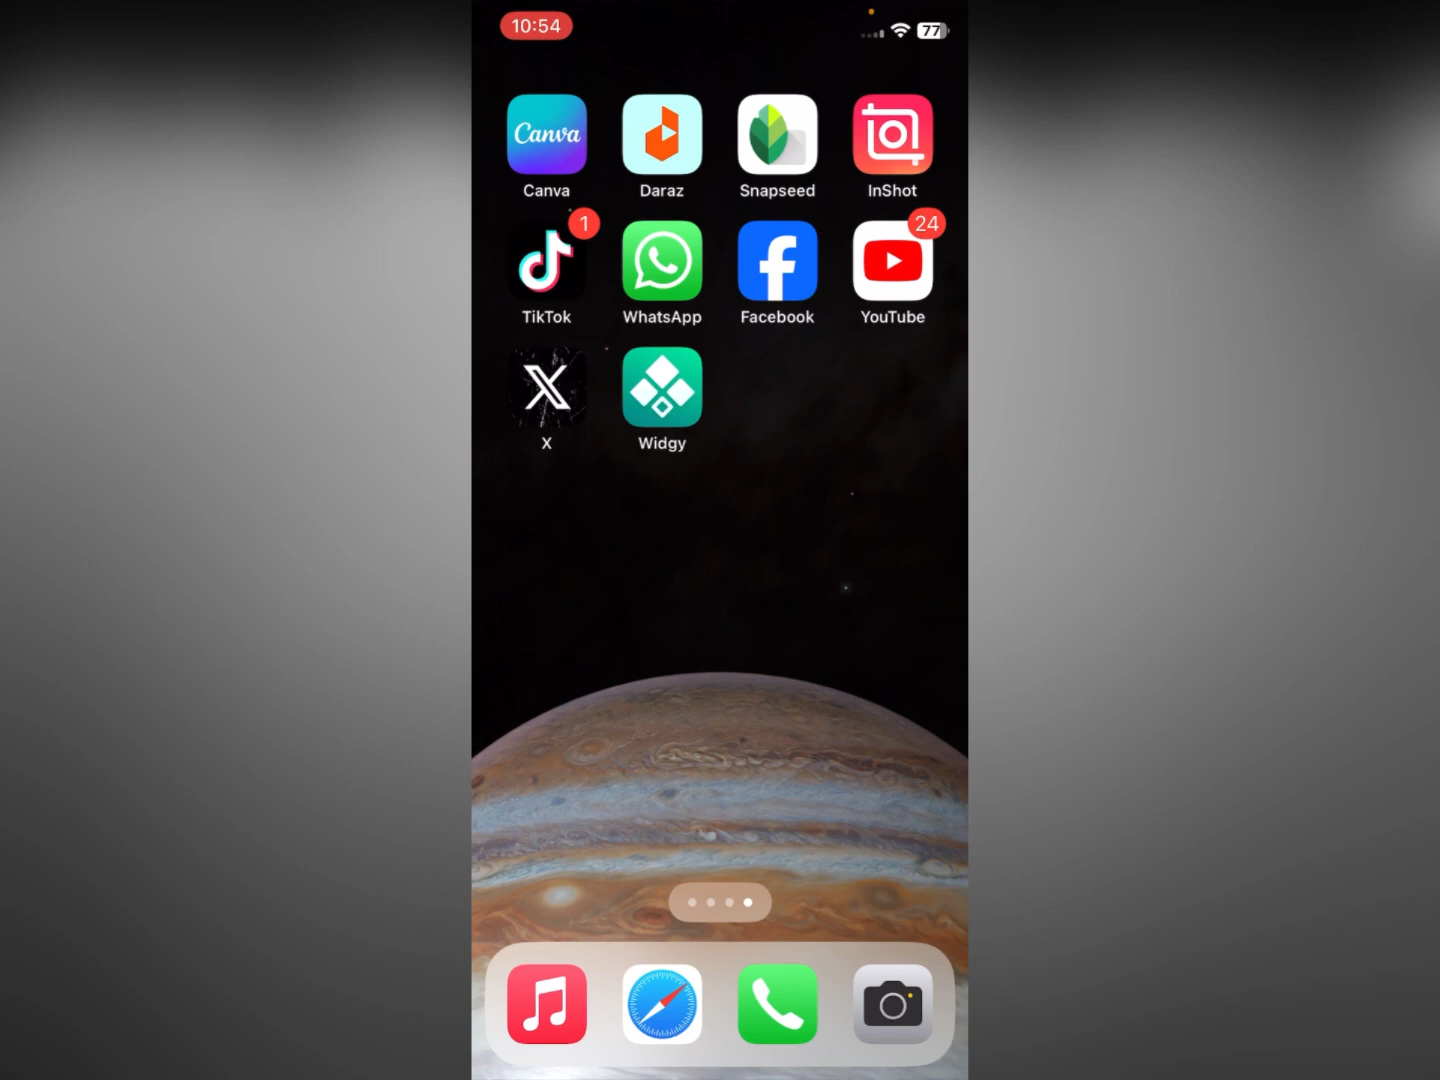 10:54
77
Canva
Canva Daraz Snapseed InShot
1 24
TikTok WhatsApp Facebook YouTube
X Widgy